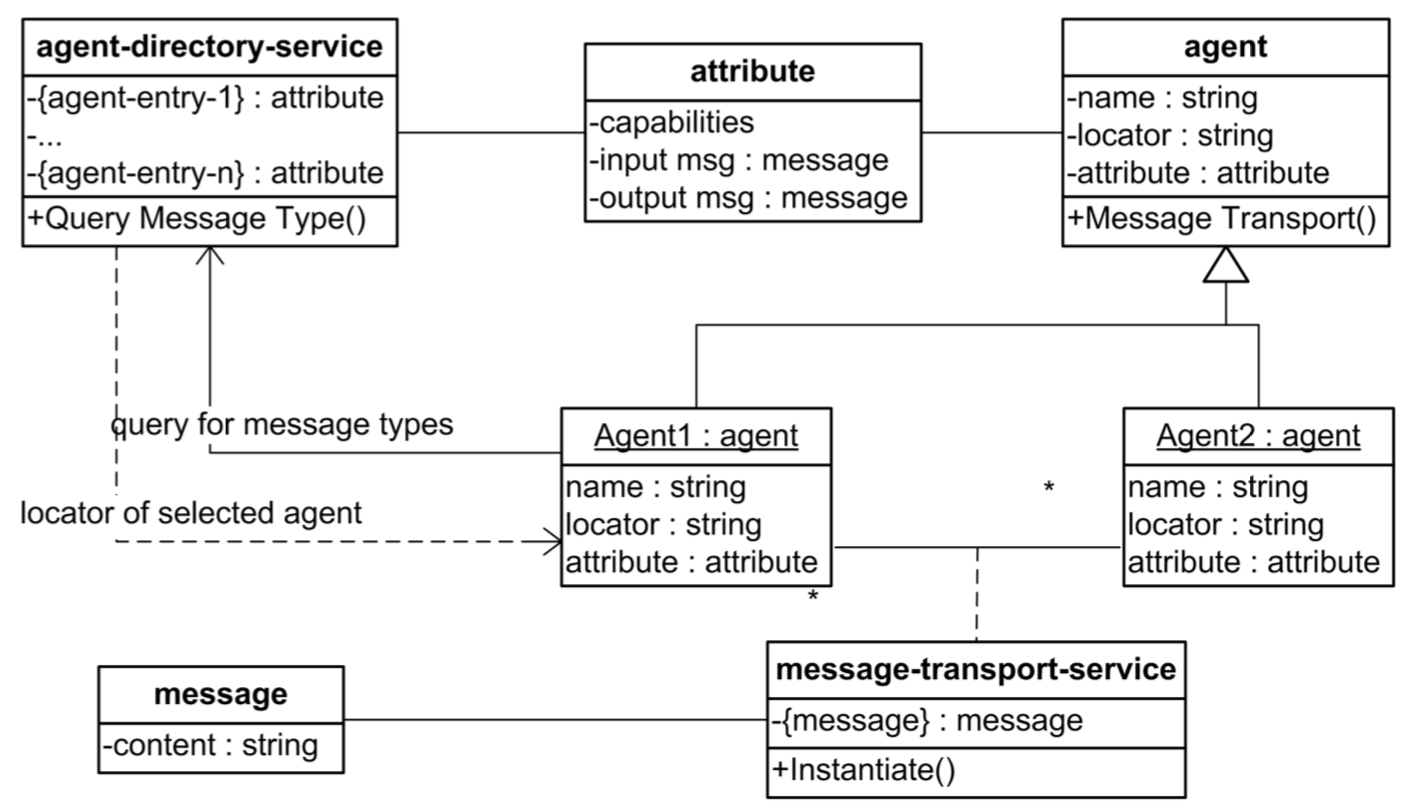 agent-directory-service
-{agent-entry-1} : attribute
-...
-{agent-entry-n} : attribute
+Query Message Type()
attribute
-capabilities
-input msg : message
-output msg : message
agent
-name : string
-locator : string
-attribute : attribute
+Message Transport()
query for message types
locator of selected agent
Agent1 : agent
name : string
locator : string
attribute : attribute
*
*
Agent2 : agent
name : string
locator : string
attribute : attribute
message
-content : string
message-transport-service
-{message} : message
+Instantiate()